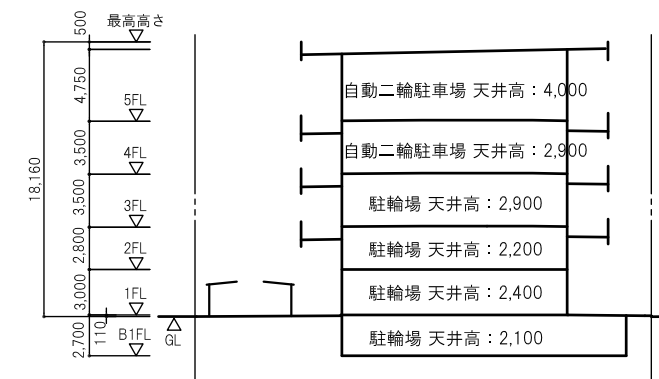 最高高さ
500
4,750
5FL
3,500
4FL
18,160
3,500
3FL
2,800
2FL
3,000
1FL
110
2,700
B1FL
GL
自動二輪駐車場 天井高：4,000
自動二輪駐車場 天井高：2,900
駐輪場 天井高：2,900
駐輪場 天井高：2,200
駐輪場 天井高：2,400
駐輪場 天井高：2,100